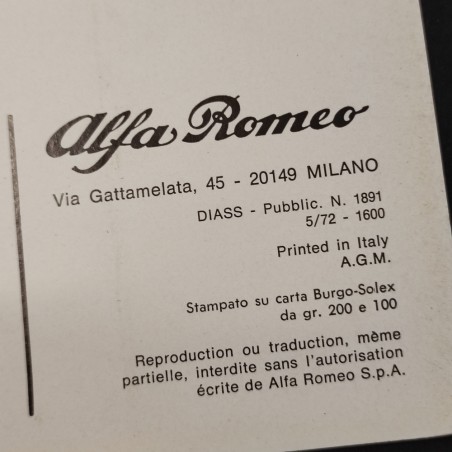 Alfa Romeo
Via Gattamelata, 45 - 20149 MILANO
DIASS - Pubblic. N. 1891
5/72 - 1600
Printed in Italy
A.G.M.
Stampato su carta Burgo-Solex
da gr. 200 e 100
Reproduction ou traduction, mème
partielle, interdite sans l'autorisation
écrite de Alfa Romeo S.p.A.